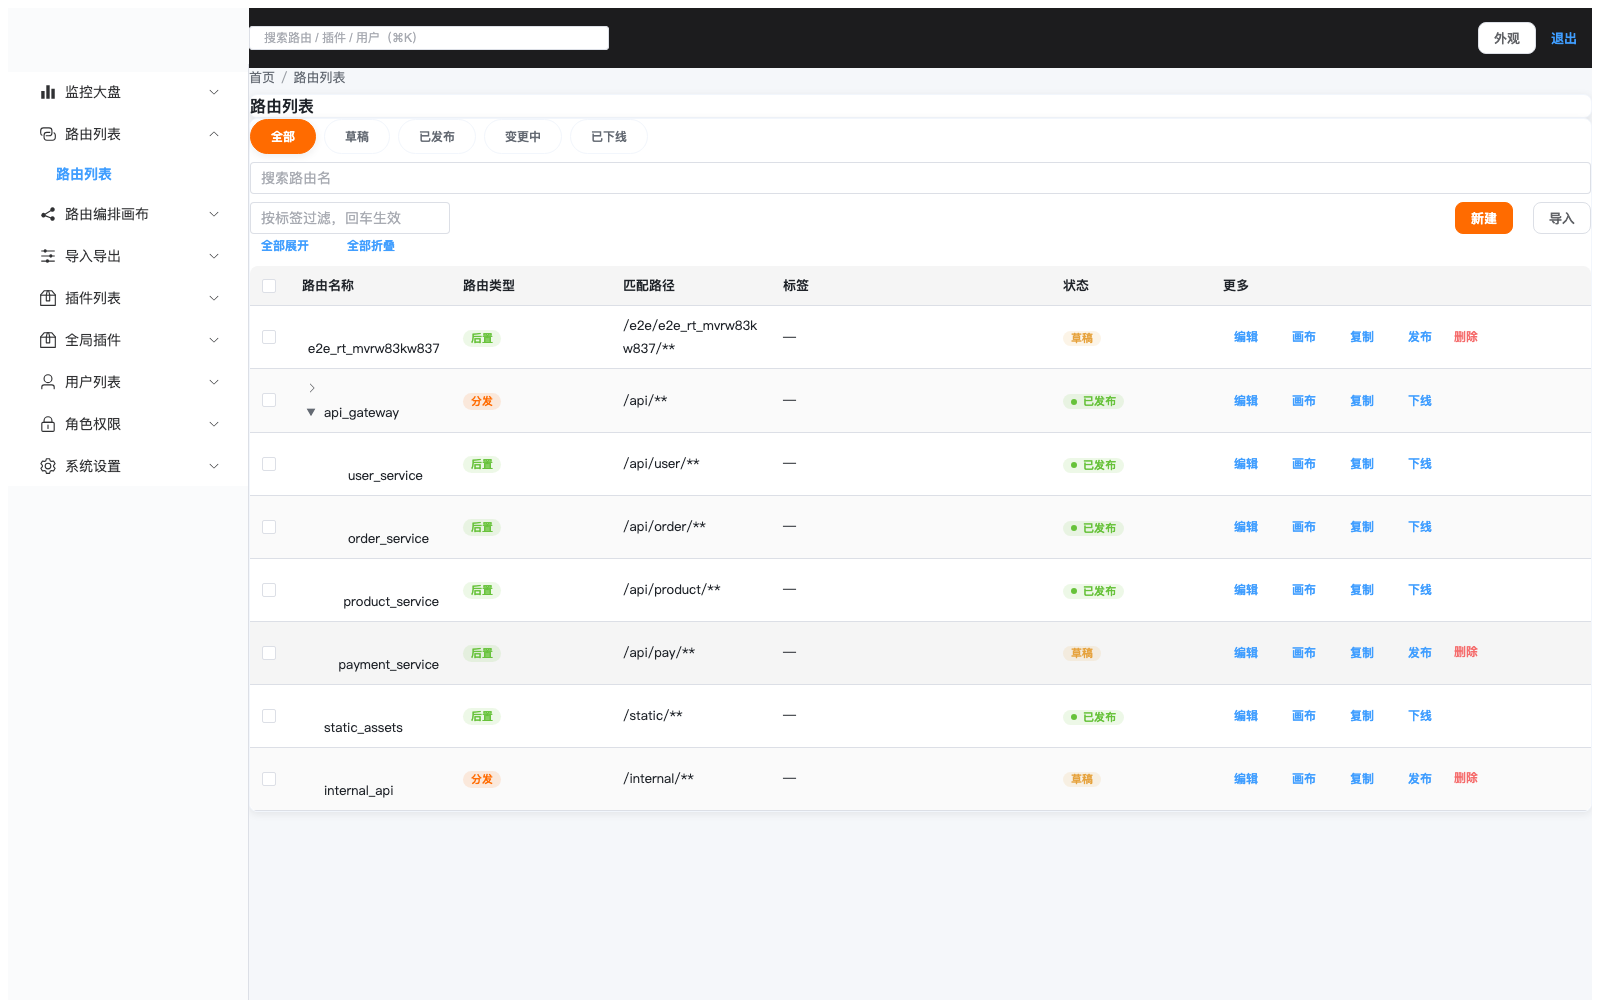 搜索路由 / 插件 / 用户（⌘K）
外观
退出
监控大盘
路由列表
路由列表
路由编排画布
导入导出
插件列表
全局插件
用户列表
角色权限
系统设置
首页 / 路由列表
路由列表
全部 草稿 已发布 变更中 已下线
搜索路由名
按标签过滤，回车生效
新建 导入
全部展开 全部折叠
路由名称 路由类型 匹配路径 标签 状态 更多
e2e_rt_mvrw83kw837 后置 /e2e/e2e_rt_mvrw83k
w837/** — 草稿 编辑 画布 复制 发布 删除
api_gateway 分发 /api/** — 已发布 编辑 画布 复制 下线
user_service 后置 /api/user/** — 已发布 编辑 画布 复制 下线
order_service 后置 /api/order/** — 已发布 编辑 画布 复制 下线
product_service 后置 /api/product/** — 已发布 编辑 画布 复制 下线
payment_service 后置 /api/pay/** — 草稿 编辑 画布 复制 发布 删除
static_assets 后置 /static/** — 已发布 编辑 画布 复制 下线
internal_api 分发 /internal/** — 草稿 编辑 画布 复制 发布 删除